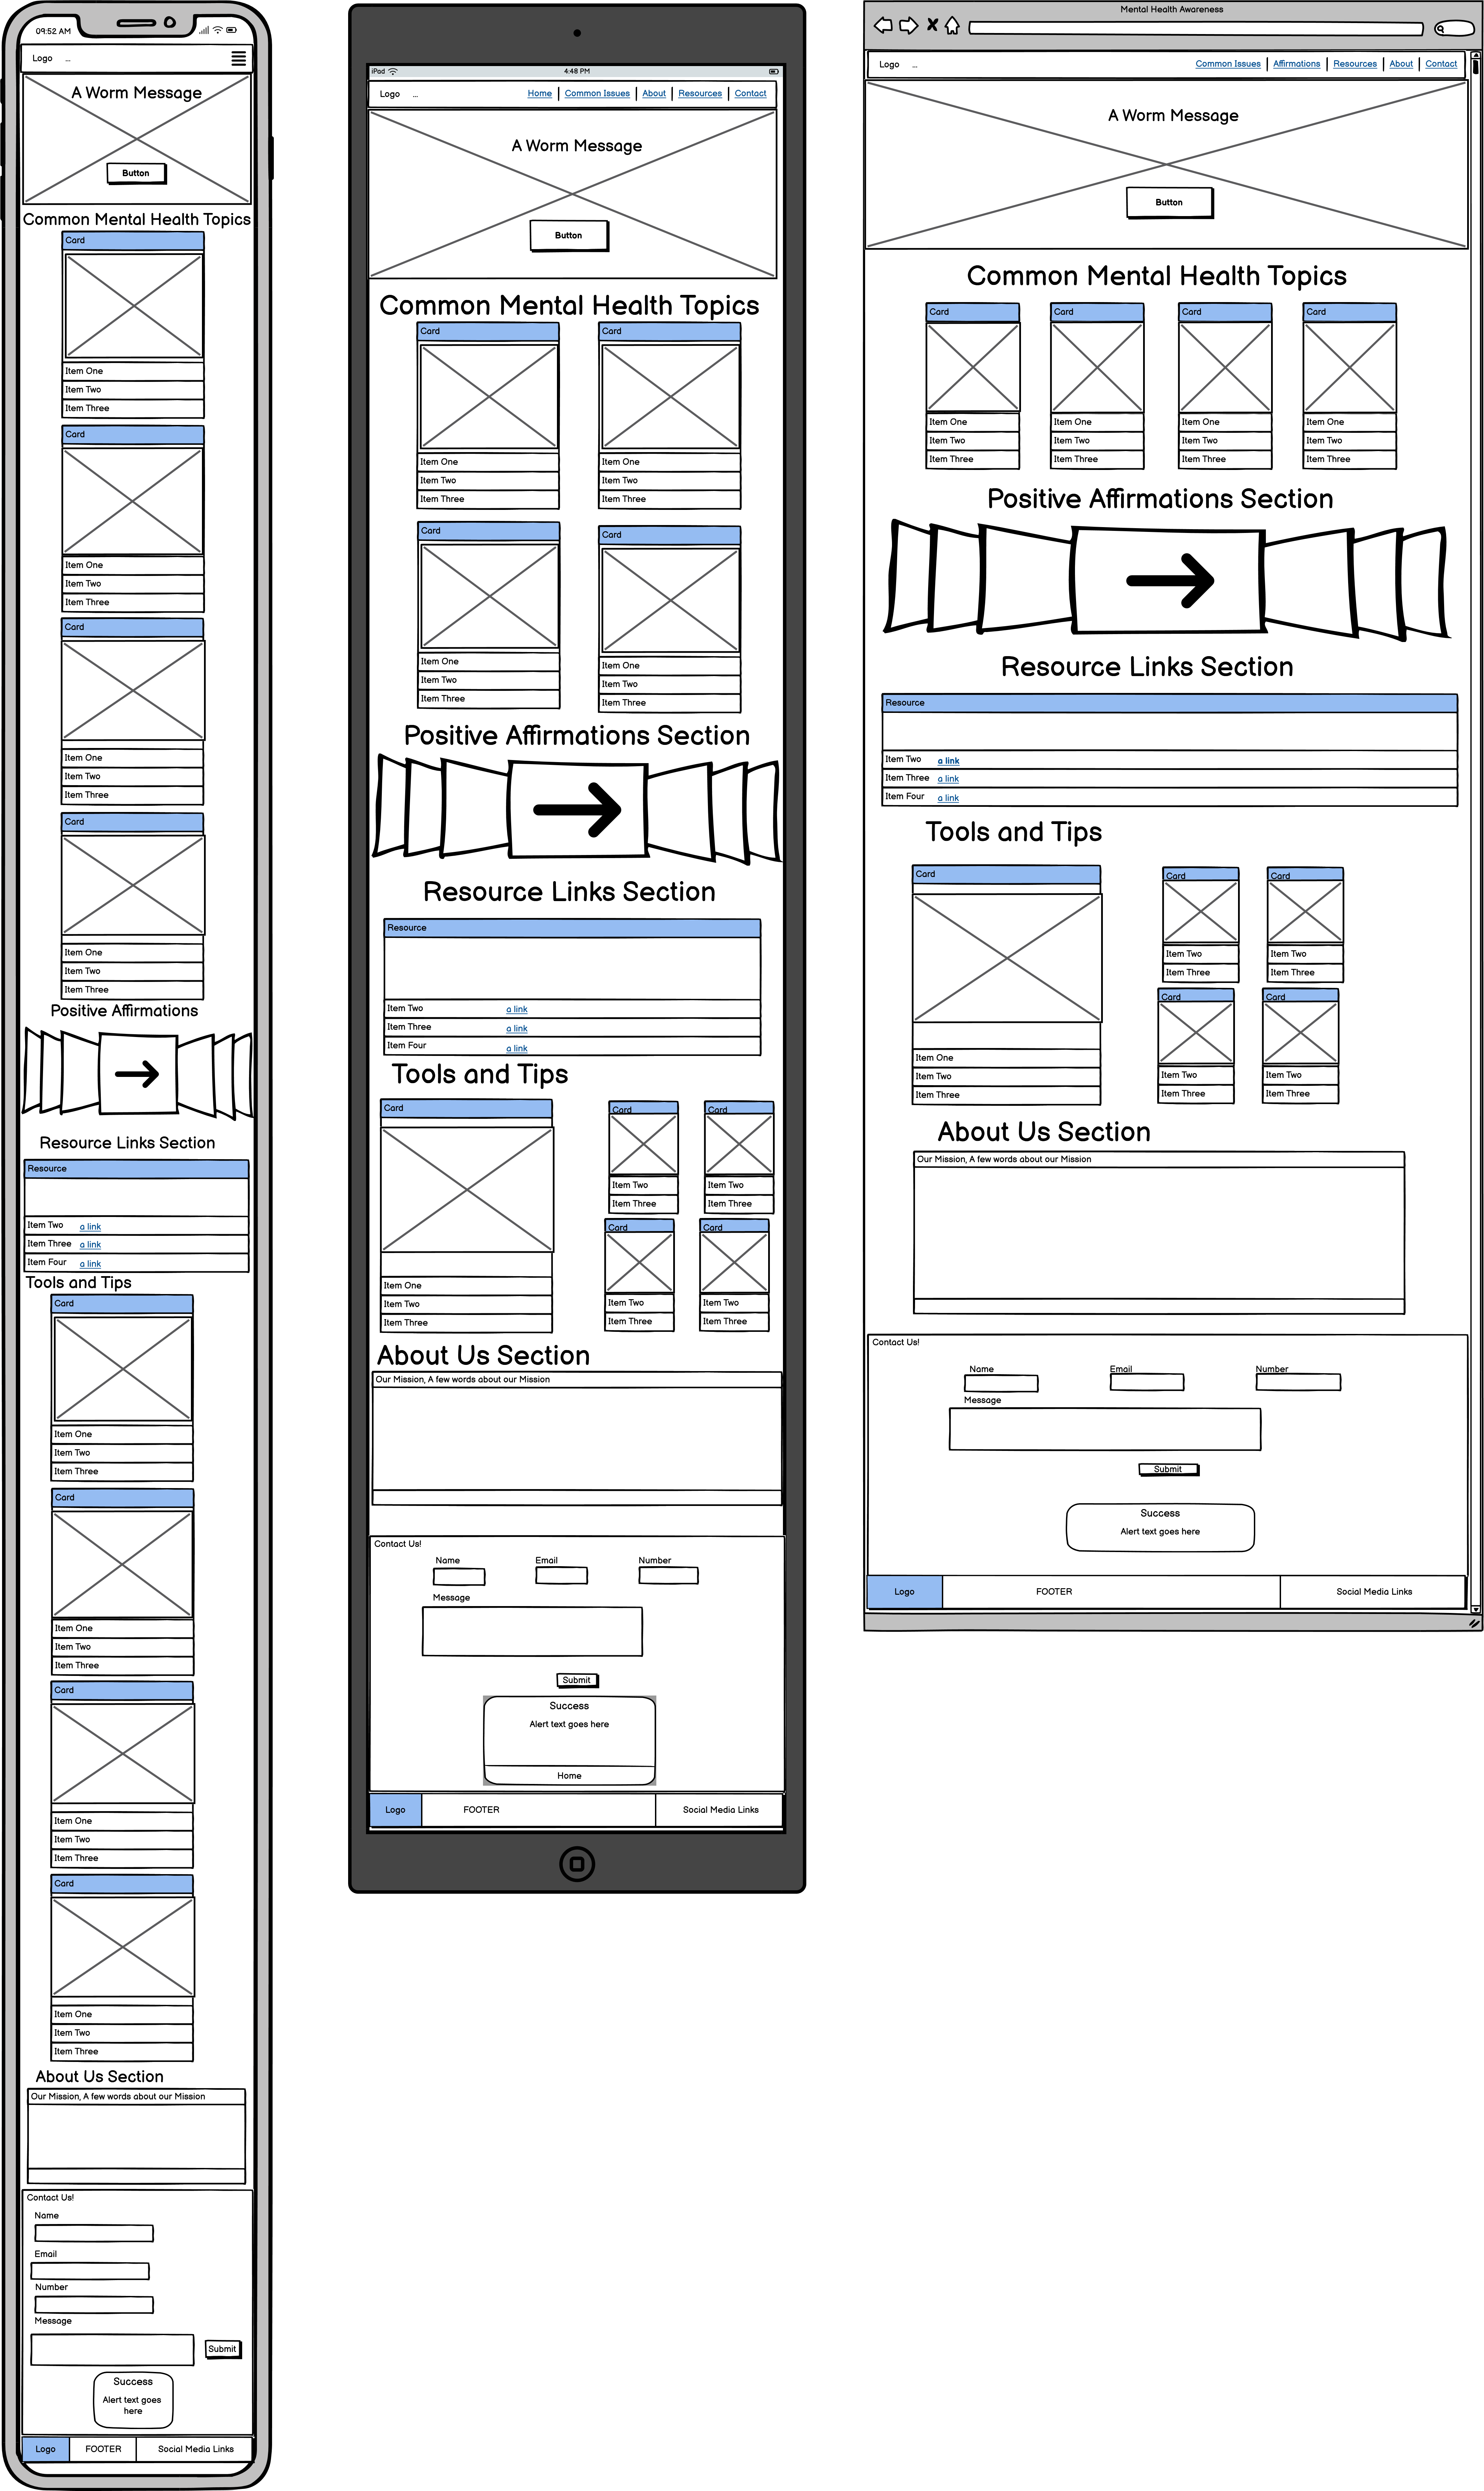 09:52 AM
Logo ...
A Worm Message
Button
Common Mental Health Topics
Card
Item One
Item Two
Item Three
Card
Item One
Item Two
Item Three
Card
Item One
Item Two
Item Three
Card
Item One
Item Two
Item Three
Positive Affirmations
Resource Links Section
Resource
Item Two a link
Item Three a link
Item Four a link
Tools and Tips
Card
Item One
Item Two
Item Three
Card
Item One
Item Two
Item Three
Card
Item One
Item Two
Item Three
Card
Item One
Item Two
Item Three
About Us Section
Our Mission, A few words about our Mission
Contact Us!
Name
Email
Number
Message
Submit
Success
Alert text goes
here
Logo FOOTER Social Media Links
iPad 4:48 PM
Logo ... Home Common Issues About Resources Contact
A Worm Message
Button
Common Mental Health Topics
Card Card
Item One Item One
Item Two Item Two
Item Three Item Three
Card Card
Item One Item One
Item Two Item Two
Item Three Item Three
Positive Affirmations Section
Resource Links Section
Resource
Item Two a link
Item Three a link
Item Four a link
Tools and Tips
Card
Item One
Item Two
Item Three
Card Card
Item Two Item Two
Item Three Item Three
Card Card
Item Two Item Two
Item Three Item Three
About Us Section
Our Mission, A few words about our Mission
Contact Us!
Name Email Number
Message
Submit
Success
Alert text goes here
Home
Logo FOOTER Social Media Links
Mental Health Awareness
Logo ... Common Issues Affirmations Resources About Contact
A Worm Message
Button
Common Mental Health Topics
Card Card Card Card
Item One Item One Item One Item One
Item Two Item Two Item Two Item Two
Item Three Item Three Item Three Item Three
Positive Affirmations Section
Resource Links Section
Resource
Item Two a link
Item Three a link
Item Four a link
Tools and Tips
Card
Item One
Item Two
Item Three
Card Card
Item Two Item Two
Item Three Item Three
Card Card
Item Two Item Two
Item Three Item Three
About Us Section
Our Mission, A few words about our Mission
Contact Us!
Name Email Number
Message
Submit
Success
Alert text goes here
Logo FOOTER Social Media Links